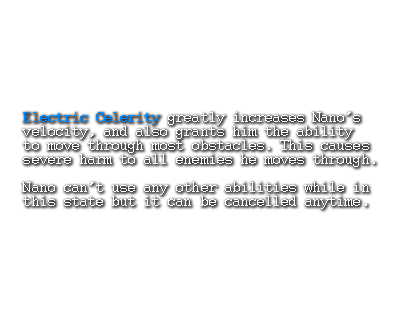 Electric Celerity greatly increases Nano's
velocity, and also grants him the ability
to move through most obstacles. This causes
severe harm to all enemies he moves through.
Nano can't use any other abilities while in
this state but it can be cancelled anytime.